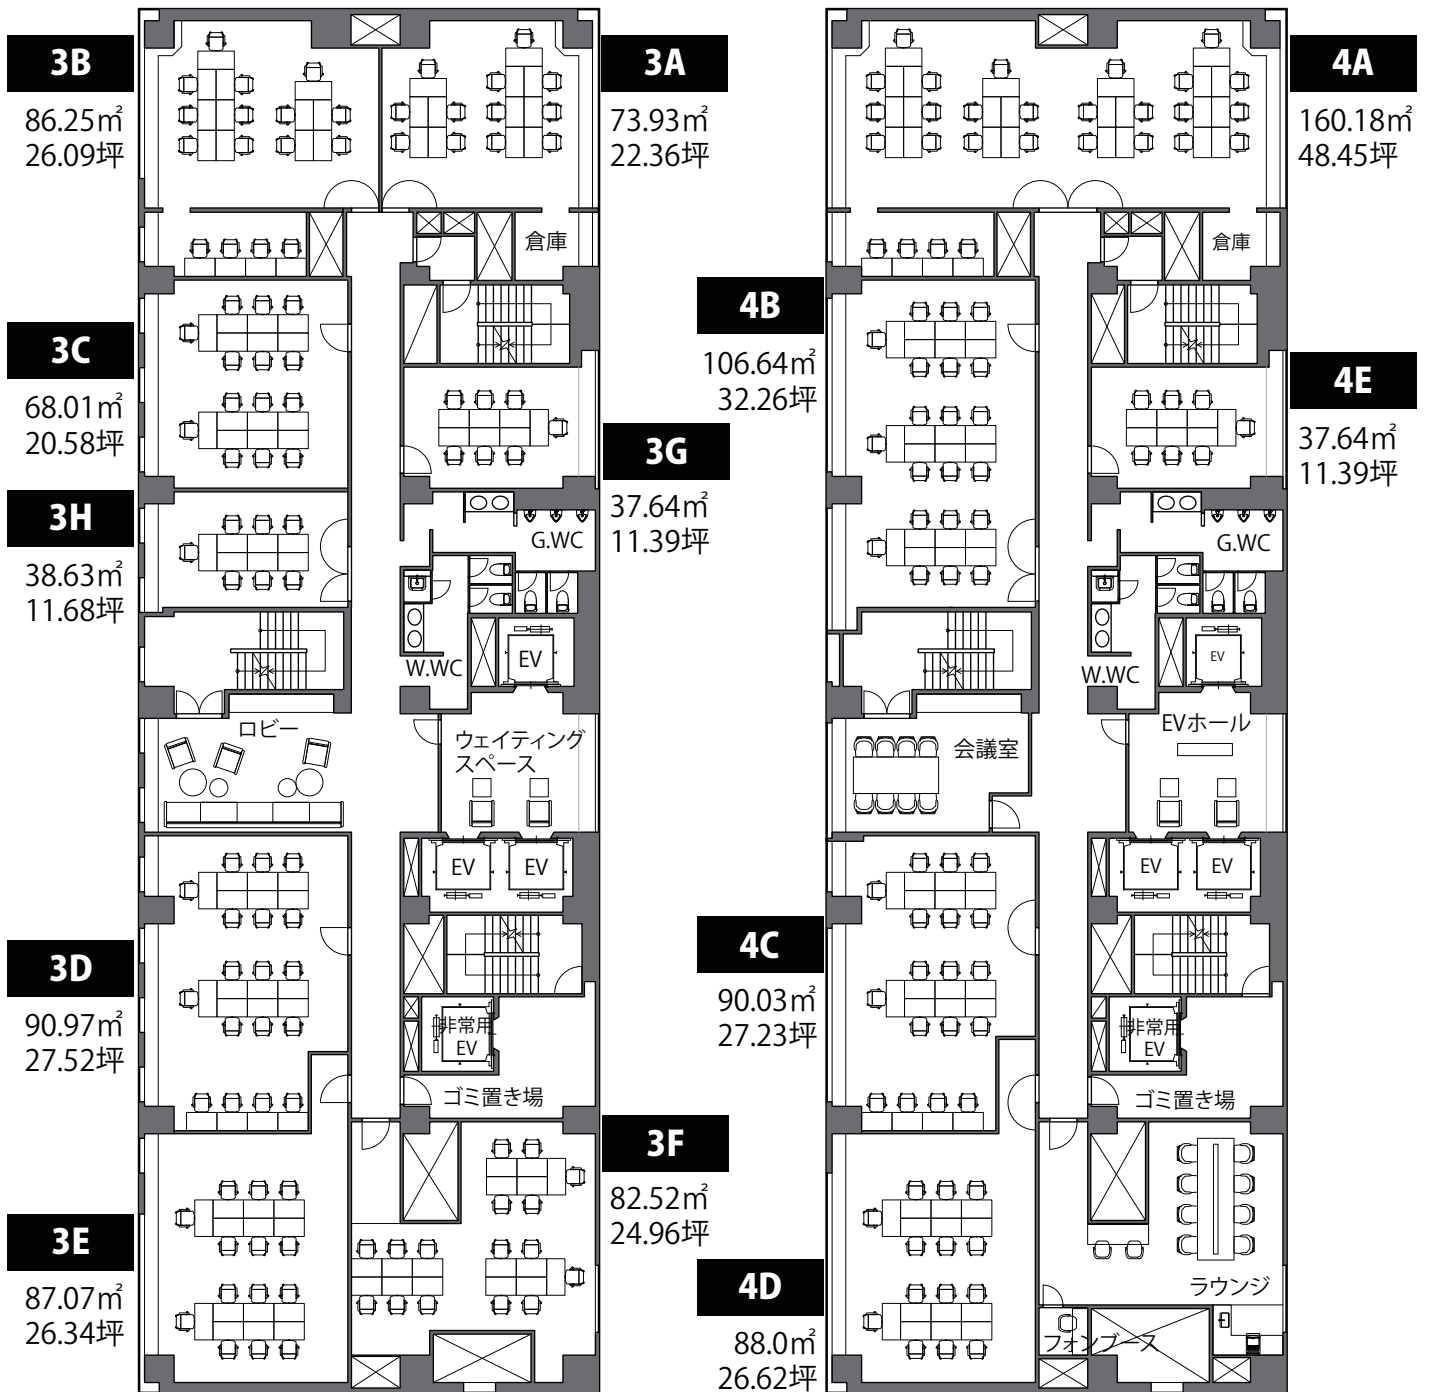 3B
86.25㎡
26.09坪
3A
73.93㎡
22.36坪
倉庫
3C
68.01㎡
20.58坪
3G
37.64㎡
11.39坪
3H
38.63㎡
11.68坪
G.WC
W.WC
EV
ロビー
ウェイティング
スペース
EV
EV
3D
90.97㎡
27.52坪
非常用
EV
ゴミ置き場
3F
82.52㎡
24.96坪
3E
87.07㎡
26.34坪
4A
160.18㎡
48.45坪
倉庫
4B
106.64㎡
32.26坪
4E
37.64㎡
11.39坪
G.WC
W.WC
EV
EVホール
会議室
EV
EV
4C
90.03㎡
27.23坪
非常用
EV
ゴミ置き場
ラウンジ
4D
88.0㎡
26.62坪
フォンブース